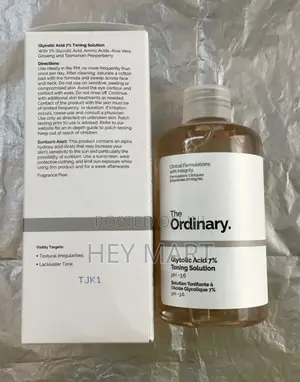 Glycolic Acid 7% Toning Solution
With 7% Glycolic Acid, Amino Acids, Aloe Vera,
Ginseng and Tasmanian Pepperberry
Directions:
Use ideally in the PM, no more frequently than
once per day. After cleansing, saturate a cotton
pad with the formula and sweep across face
and neck. Do not use on sensitive, peeling or
compromised skin. Avoid the eye contour and
contact with eyes. Do not rinse off. Continue
with additional skin treatments as needed.
Contact of the product with the skin must be
of limited frequency or duration. If irritation
occurs, cease use and consult a physician.
Use only as directed on unbroken skin. Patch
testing prior to use is advised. Refer to our
website for an in-depth guide to patch testing.
Keep out of reach of children.
Sunburn Alert: This product contains an alpha
hydroxy acid (AHA) that may increase your
skin's sensitivity to the sun and particularly the
possibility of sunburn. Use a sunscreen, wear
protective clothing, and limit sun exposure while
using this product and for a week afterwards.
Fragrance Free.
Visibly Targets:
• Textural Irregularities
• Lackluster Tone
TJK1
Clinical Formulations
with Integrity.
Formulations Cliniques
Empreintes d'Intégrité.
The
Ordinary.
Glycolic Acid 7%
Toning Solution
pH ~3.6
Solution Tonifiante à
l'Acide Glycolique 7%
pH ~3.6
POSTED ON
HEY MART